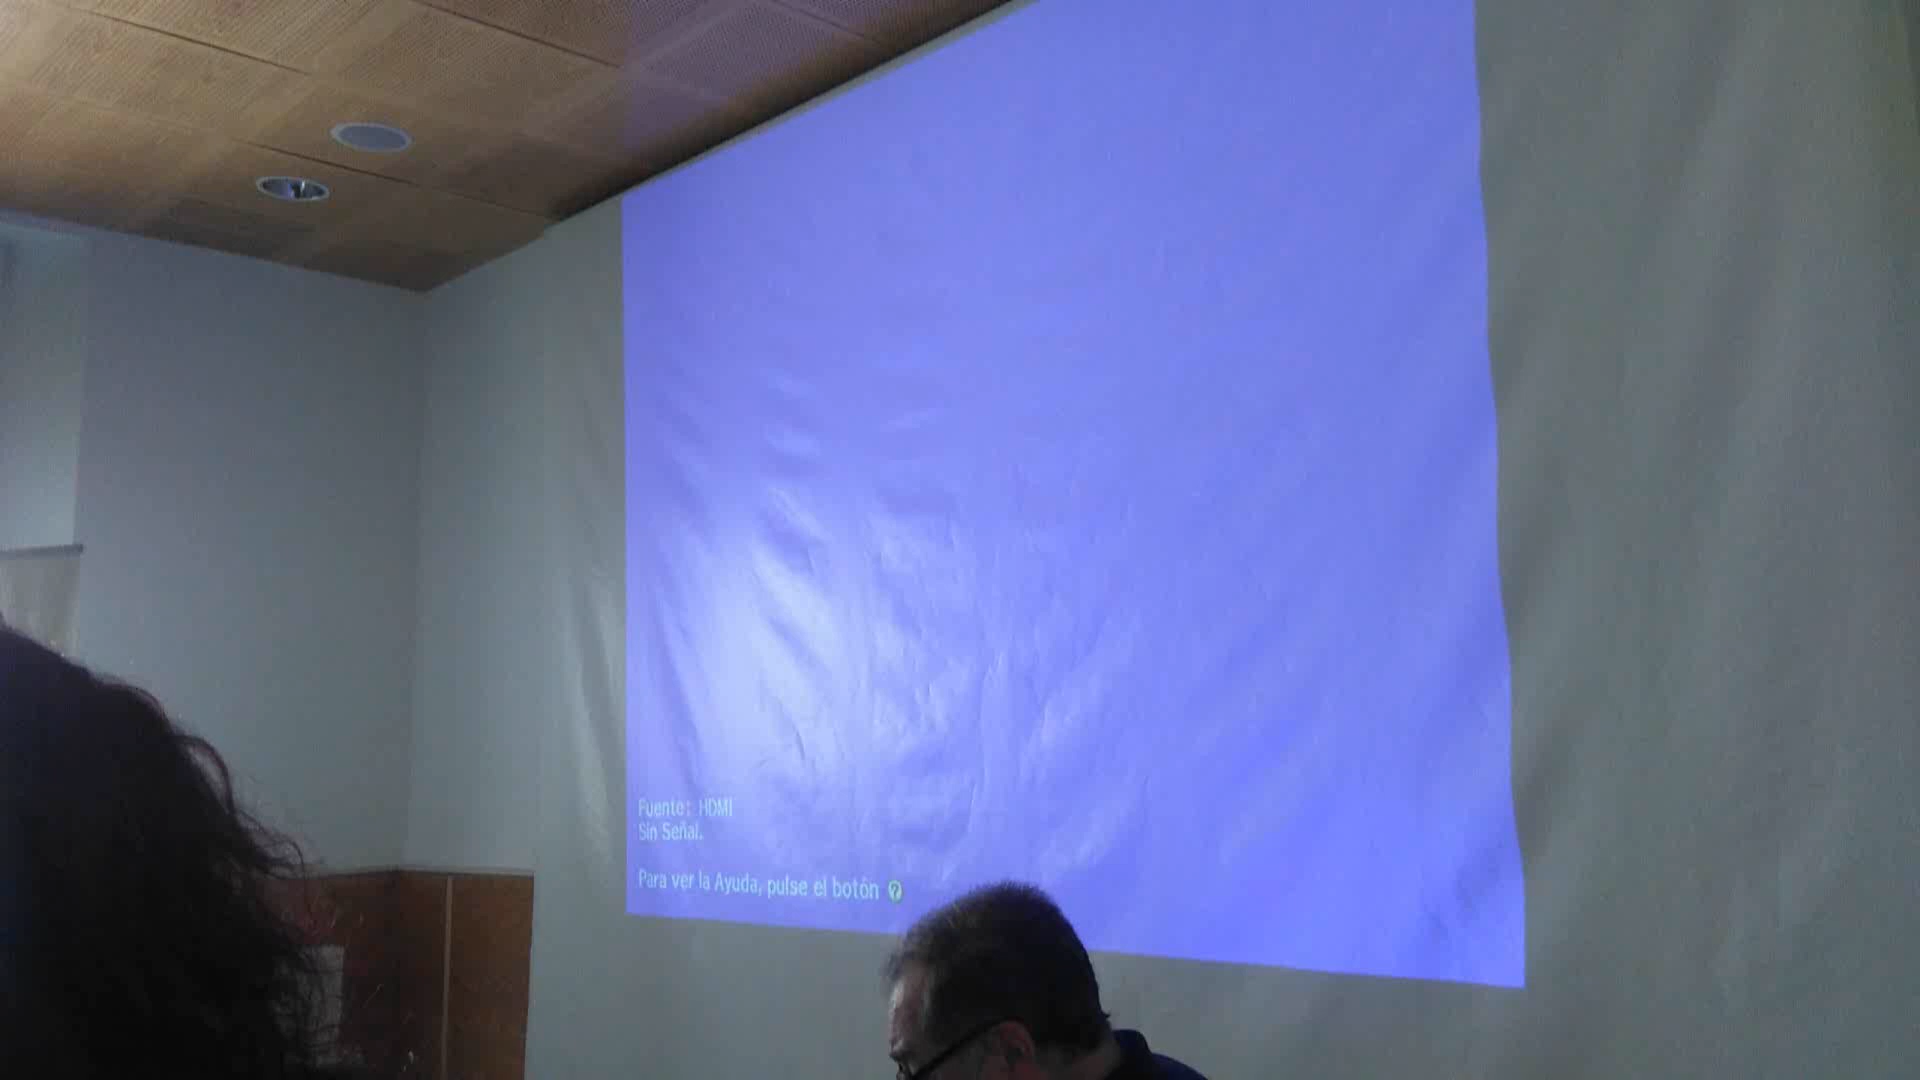 Fuente: HDMI
Sin Señal.
Para ver la Ayuda, pulse el botón ?